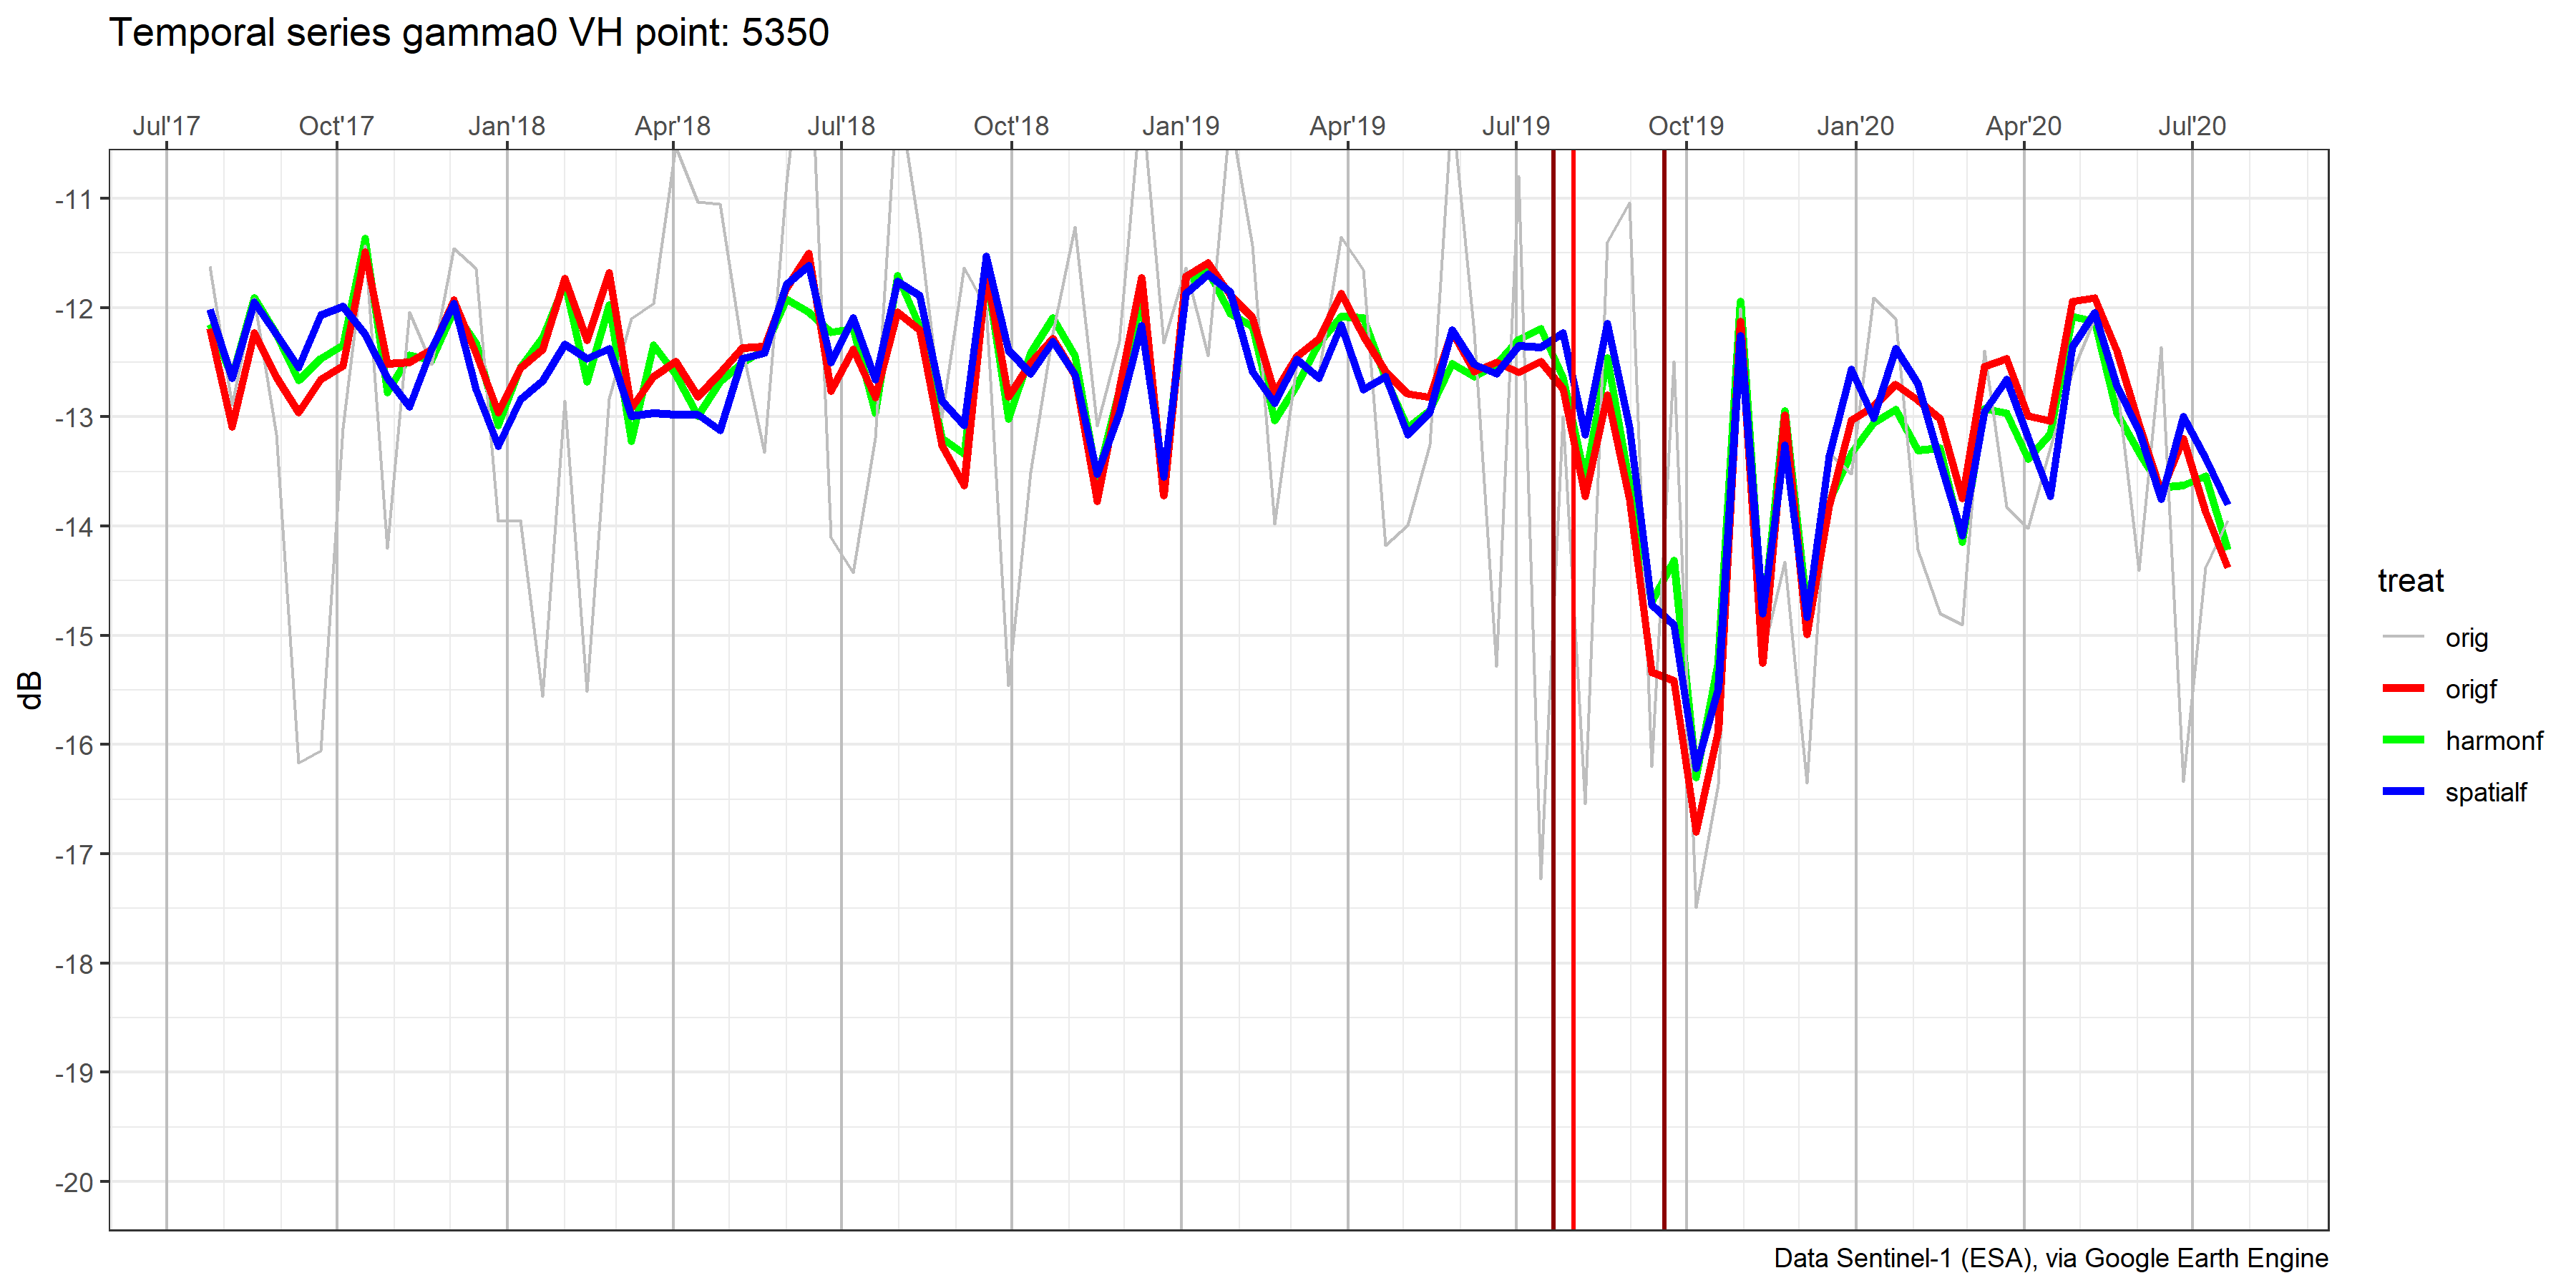 Temporal series gamma0 VH point: 5350
Jul'17 Oct'17 Jan'18 Apr'18 Jul'18 Oct'18 Jan'19 Apr'19 Jul'19 Oct'19 Jan'20 Apr'20 Jul'20
-11
-12
-13
-14
-15
-16
-17
-18
-19
-20
dB
treat
orig
origf
harmonf
spatialf
Data Sentinel-1 (ESA), via Google Earth Engine